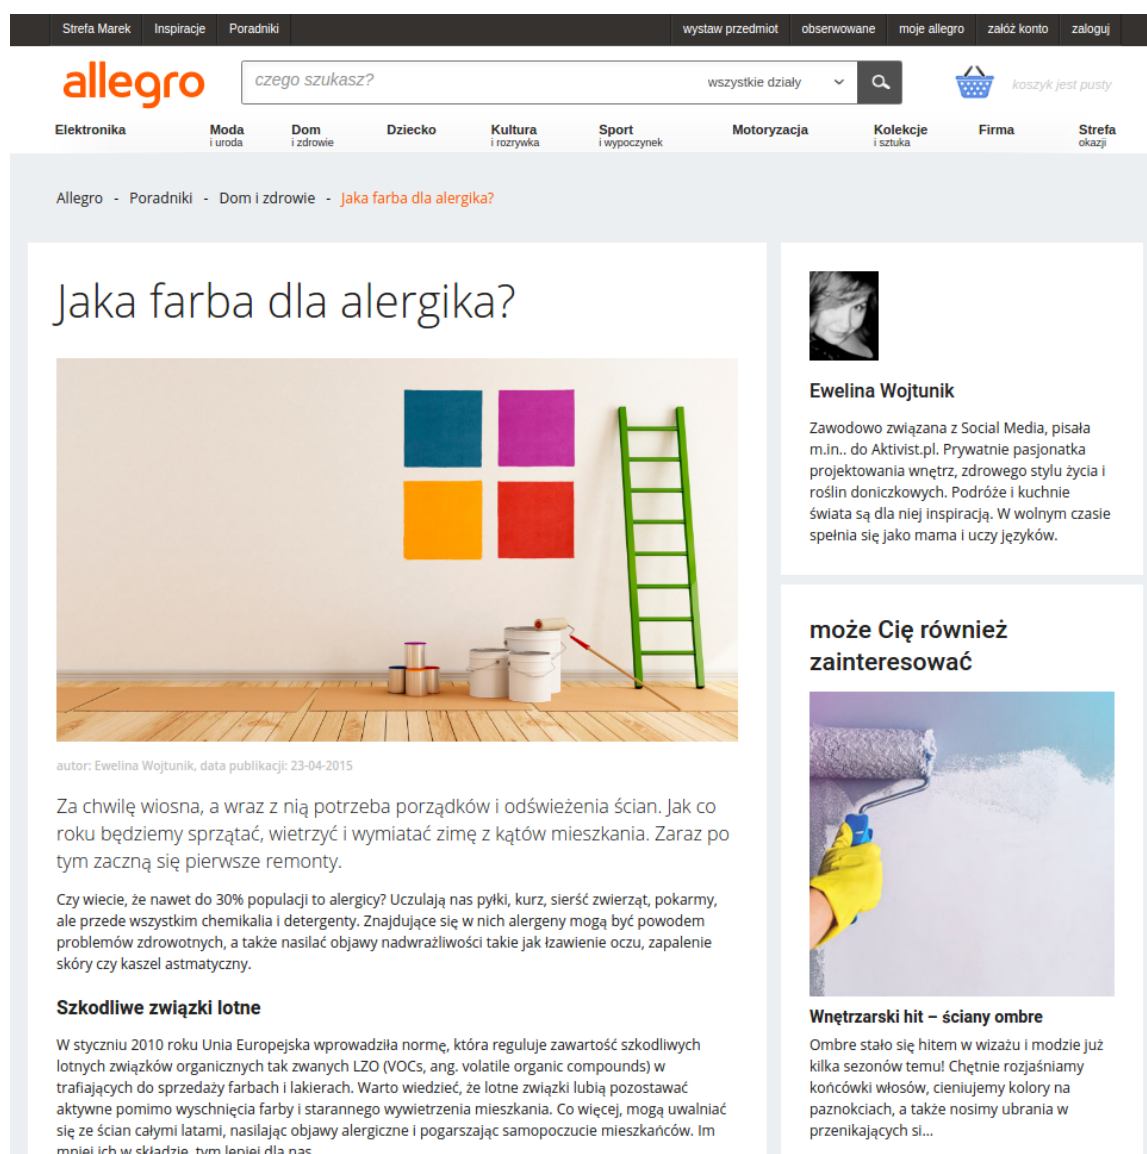 Strefa Marek Inspiracje Poradniki wystaw przedmiot obserwowane moje allegro załóż konto zaloguj
allegro czego szukasz? wszystkie działy koszyk jest pusty
Elektronika Moda i uroda Dom i zdrowie Dziecko Kultura i rozrywka Sport i wypoczynek Motoryzacja Kolekcje i sztuka Firma Strefa okazji
Allegro - Poradniki - Dom i zdrowie - Jaka farba dla alergika?
Jaka farba dla alergika?
autor: Ewelina Wojtunik, data publikacji: 23-04-2015
Za chwilę wiosna, a wraz z nią potrzeba porządków i odświeżenia ścian. Jak co
roku będziemy sprzątać, wietrzyć i wymiatać zimę z kątów mieszkania. Zaraz po
tym zaczną się pierwsze remonty.
Czy wiecie, że nawet do 30% populacji to alergicy? Uczulają nas pyłki, kurz, sierść zwierząt, pokarmy,
ale przede wszystkim chemikalia i detergenty. Znajdujące się w nich alergeny mogą być powodem
problemów zdrowotnych, a także nasilać objawy nadwrażliwości takie jak łzawienie oczu, zapalenie
skóry czy kaszel astmatyczny.
Szkodliwe związki lotne
W styczniu 2010 roku Unia Europejska wprowadziła normę, która reguluje zawartość szkodliwych
lotnych związków organicznych tak zwanych LZO (VOCs, ang. volatile organic compounds) w
trafiających do sprzedaży farbach i lakierach. Warto wiedzieć, że lotne związki lubią pozostawać
aktywne pomimo wyschnięcia farby i starannego wywietrzenia mieszkania. Co więcej, mogą uwalniać
się ze ścian całymi latami, nasilając objawy alergiczne i pogarszając samopoczucie mieszkańców. Im
mniej ich w składzie, tym lepiej dla nas.
Ewelina Wojtunik
Zawodowo związana z Social Media, pisała
m.in.. do Aktivist.pl. Prywatnie pasjonatka
projektowania wnętrz, zdrowego stylu życia i
roślin doniczkowych. Podróże i kuchnie
świata są dla niej inspiracją. W wolnym czasie
spełnia się jako mama i uczy języków.
może Cię również
zainteresować
Wnętrzarski hit – ściany ombre
Ombre stało się hitem w wizażu i modzie już
kilka sezonów temu! Chętnie rozjaśniamy
końcówki włosów, cieniujemy kolory na
paznokciach, a także nosimy ubrania w
przenikających si...